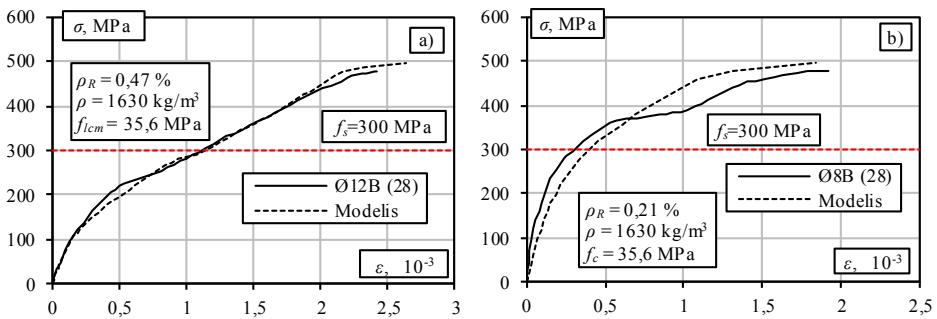 600
500
400
300
200
100
0
σ, MPa
a)
ρR = 0,47 %
ρ = 1630 kg/m³
flcm = 35,6 MPa
fs=300 MPa
Ø12B (28)
Modelis
ε, 10⁻³
0 0,5 1 1,5 2 2,5 3
600
500
400
300
200
100
0
σ, MPa
b)
fs=300 MPa
Ø8B (28)
Modelis
ρR = 0,21 %
ρ = 1630 kg/m³
fc = 35,6 MPa
ε, 10⁻³
0 0,5 1 1,5 2 2,5